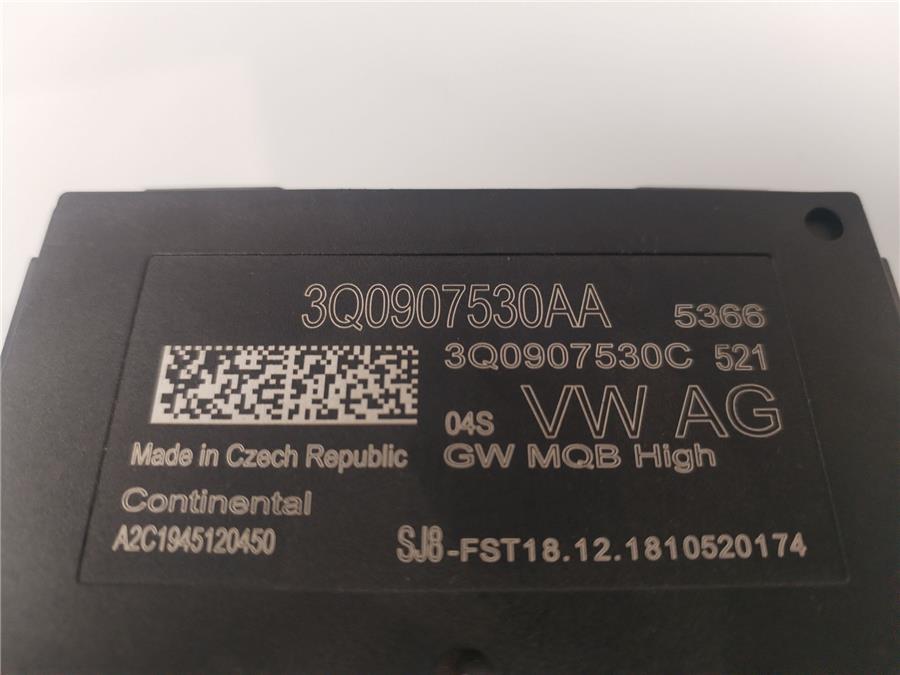 3Q0907530AA 5366
3Q0907530C 521
04S VW AG
Made in Czech Republic GW MQB High
Continental
A2C1945120450 SJ8-FST18.12.1810520174